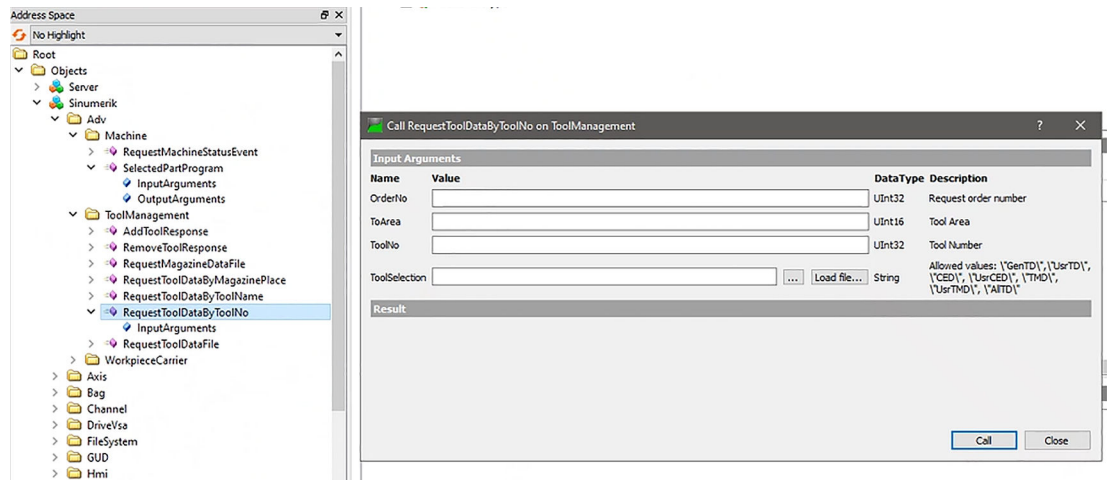 Address Space
No Highlight
Root
Objects
Server
Sinumerik
Adv
Machine
RequestMachineStatusEvent
SelectedPartProgram
InputArguments
OutputArguments
ToolManagement
AddToolResponse
RemoveToolResponse
RequestMagazineDataFile
RequestToolDataByMagazinePlace
RequestToolDataByToolName
RequestToolDataByToolNo
InputArguments
RequestToolDataFile
WorkpieceCarrier
Axis
Bag
Channel
DriveVsa
FileSystem
GUD
Hmi
Call RequestToolDataByToolNo on ToolManagement ? ×
Input Arguments
Name Value DataType Description
OrderNo UInt32 Request order number
ToArea UInt16 Tool Area
ToolNo UInt32 Tool Number
ToolSelection ... Load file... String Allowed values: \"GenTD\",\"UsrTD\",
\"CED\", \"UsrCED\", \"TMD\",
\"UsrTMD\", \"AllTD\"
Result
Call Close